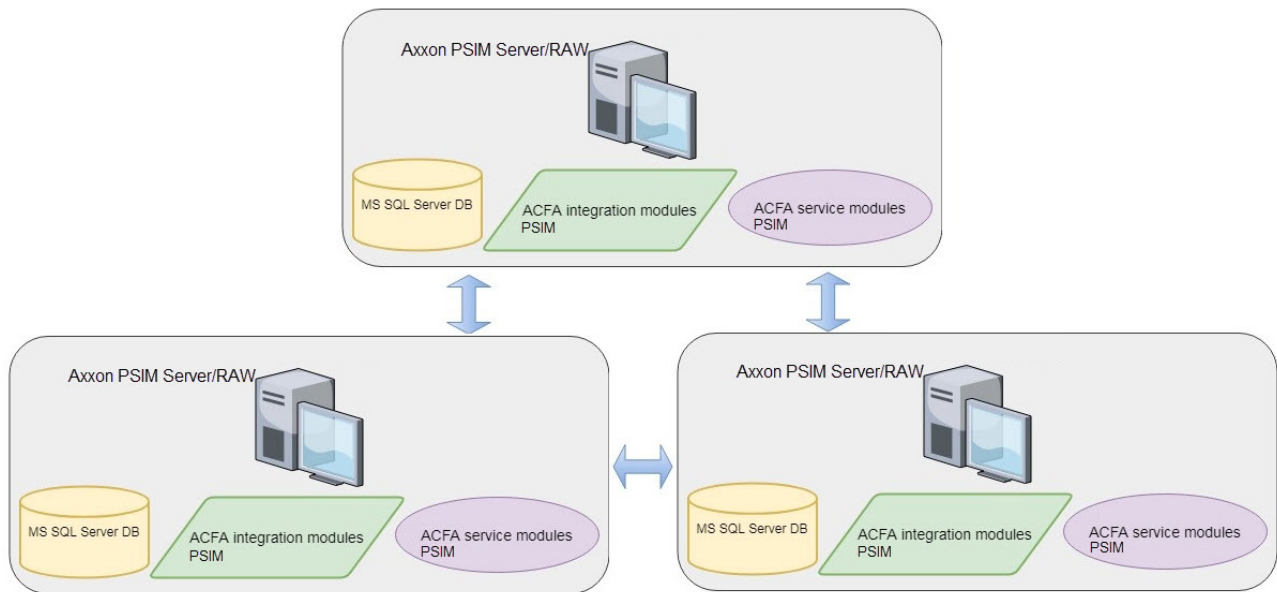 Axxon PSIM Server/RAW
MS SQL Server DB
ACFA integration modules
PSIM
ACFA service modules
PSIM
Axxon PSIM Server/RAW
MS SQL Server DB
ACFA integration modules
PSIM
ACFA service modules
PSIM
Axxon PSIM Server/RAW
MS SQL Server DB
ACFA integration modules
PSIM
ACFA service modules
PSIM